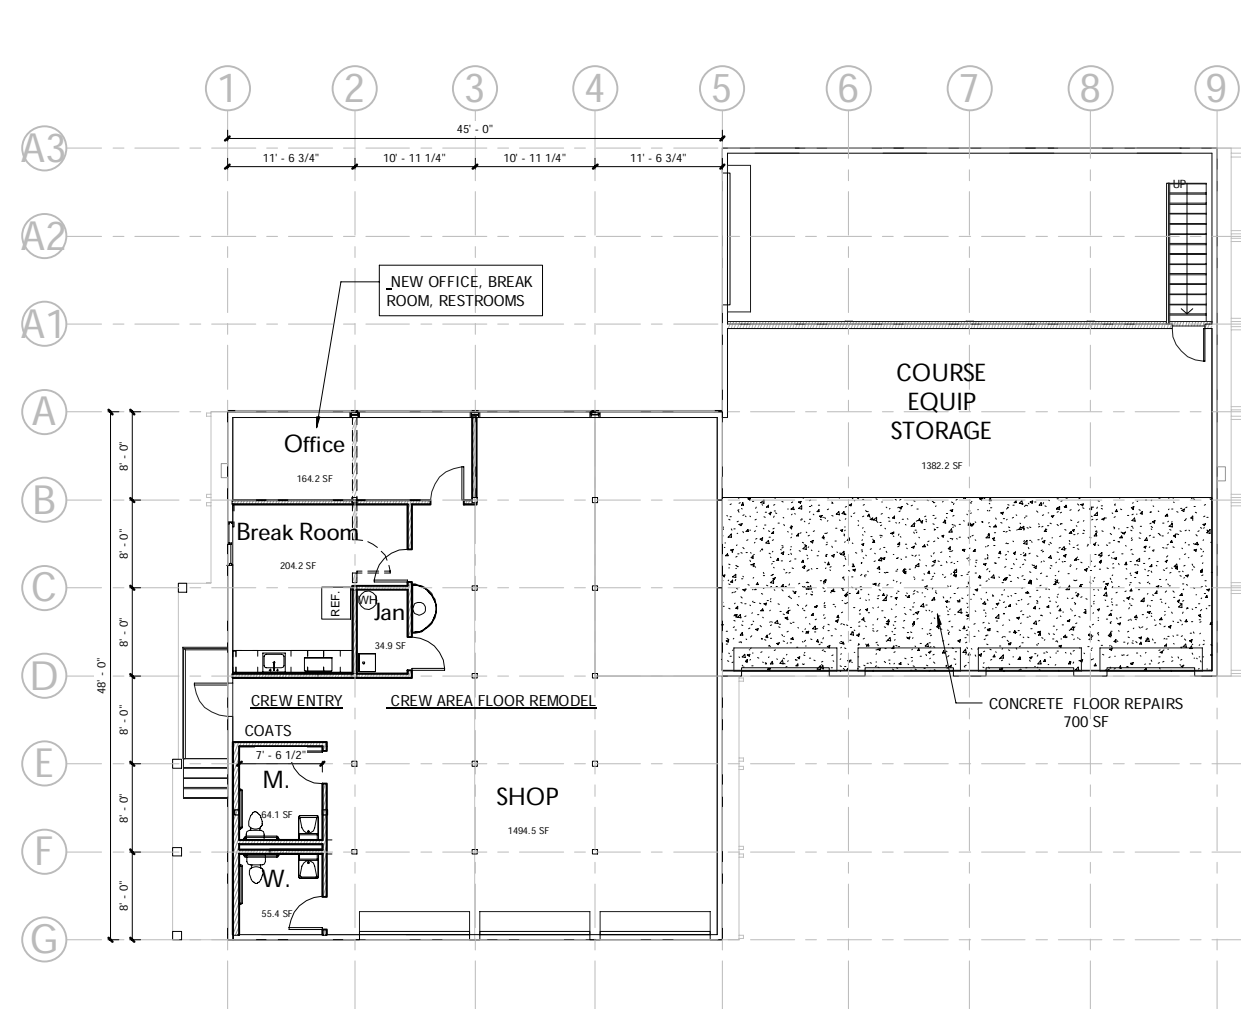 1 2 3 4 5 6 7 8 9
45' - 0"
11' - 6 3/4" 10' - 11 1/4" 10' - 11 1/4" 11' - 6 3/4"
A3
UP
A2
NEW OFFICE, BREAK
ROOM, RESTROOMS
A1
COURSE
EQUIP
STORAGE
1382.2 SF
A
Office
164.2 SF
8' - 0"
B
Break Room
204.2 SF
8' - 0"
C
REF.
WH
Jan
34.9 SF
8' - 0"
48' - 0"
D
CREW ENTRY
CREW AREA FLOOR REMODEL
CONCRETE FLOOR REPAIRS
700 SF
COATS
8' - 0"
E
7' - 6 1/2"
M.
64.1 SF
SHOP
1494.5 SF
8' - 0"
F
W.
55.4 SF
8' - 0"
G